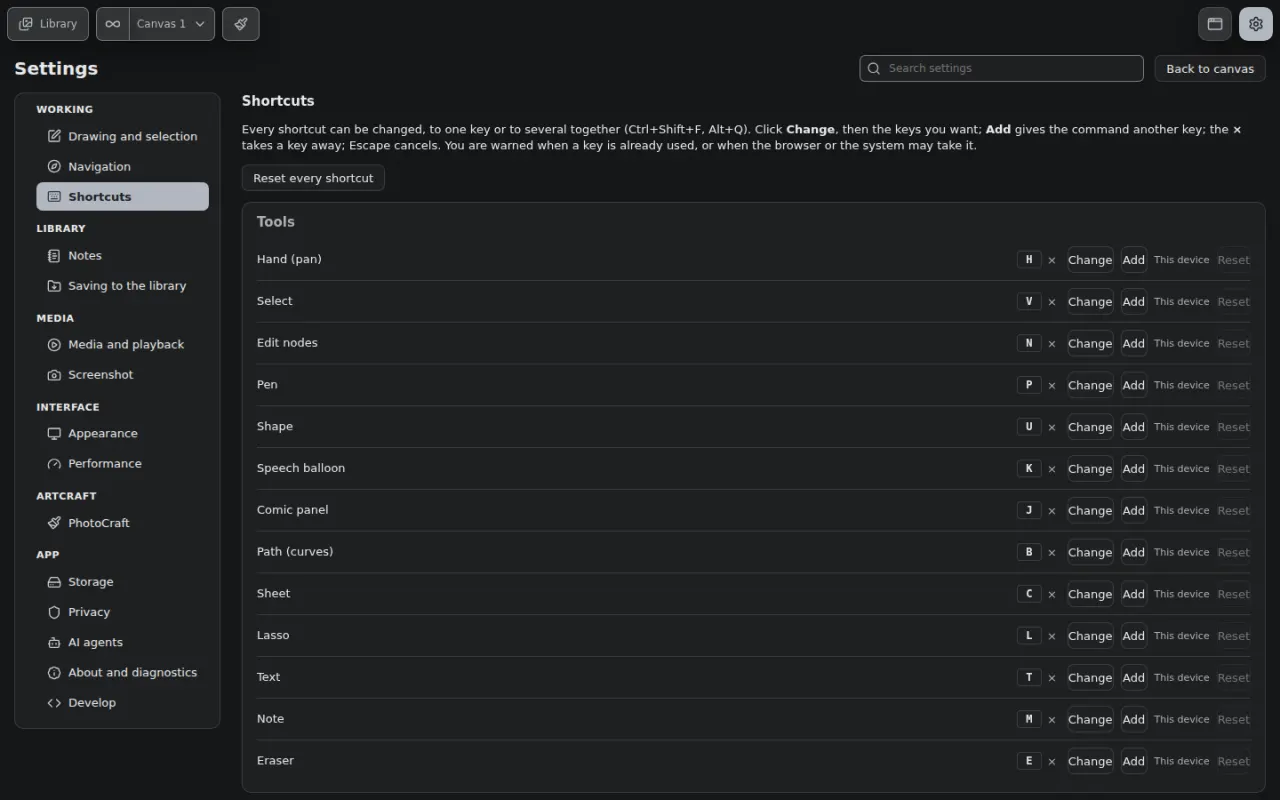 Library
Canvas 1
Settings
Search settings
Back to canvas
WORKING
Drawing and selection
Navigation
Shortcuts
LIBRARY
Notes
Saving to the library
MEDIA
Media and playback
Screenshot
INTERFACE
Appearance
Performance
ARTCRAFT
PhotoCraft
APP
Storage
Privacy
AI agents
About and diagnostics
Develop
Shortcuts
Every shortcut can be changed, to one key or to several together (Ctrl+Shift+F, Alt+Q). Click Change, then the keys you want; Add gives the command another key; the ×
takes a key away; Escape cancels. You are warned when a key is already used, or when the browser or the system may take it.
Reset every shortcut
Tools
Hand (pan) H × Change Add This device Reset
Select V × Change Add This device Reset
Edit nodes N × Change Add This device Reset
Pen P × Change Add This device Reset
Shape U × Change Add This device Reset
Speech balloon K × Change Add This device Reset
Comic panel J × Change Add This device Reset
Path (curves) B × Change Add This device Reset
Sheet C × Change Add This device Reset
Lasso L × Change Add This device Reset
Text T × Change Add This device Reset
Note M × Change Add This device Reset
Eraser E × Change Add This device Reset